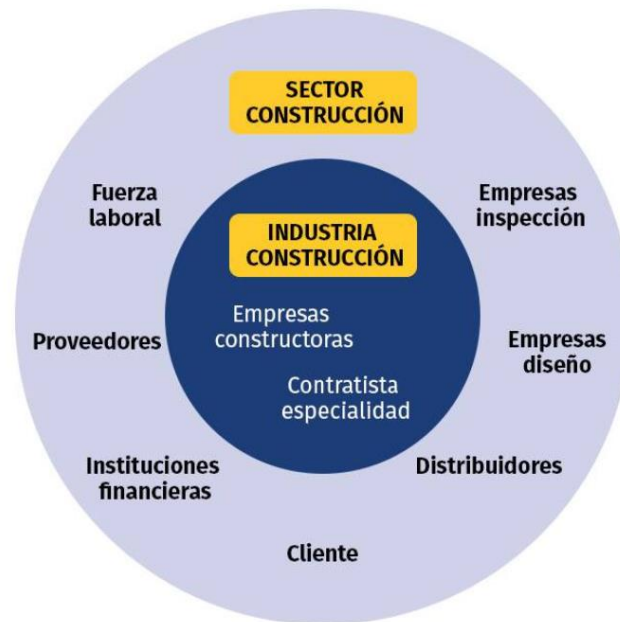 SECTOR
CONSTRUCCIÓN
Fuerza
laboral
Empresas
inspección
INDUSTRIA
CONSTRUCCIÓN
Empresas
constructoras
Proveedores
Empresas
diseño
Contratista
especialidad
Instituciones
financieras
Distribuidores
Cliente